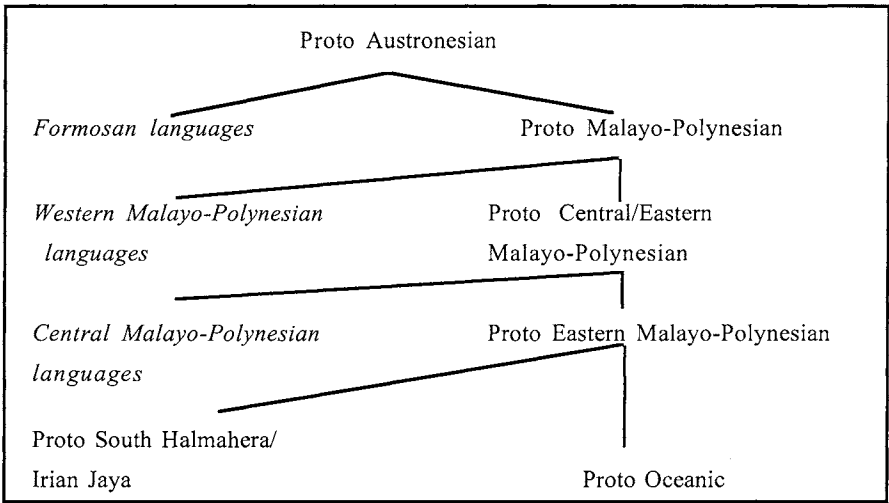 Proto Austronesian
Formosan languages
Proto Malayo-Polynesian
Western Malayo-Polynesian
languages
Proto Central/Eastern
Malayo-Polynesian
Central Malayo-Polynesian
languages
Proto Eastern Malayo-Polynesian
Proto South Halmahera/
Irian Jaya
Proto Oceanic